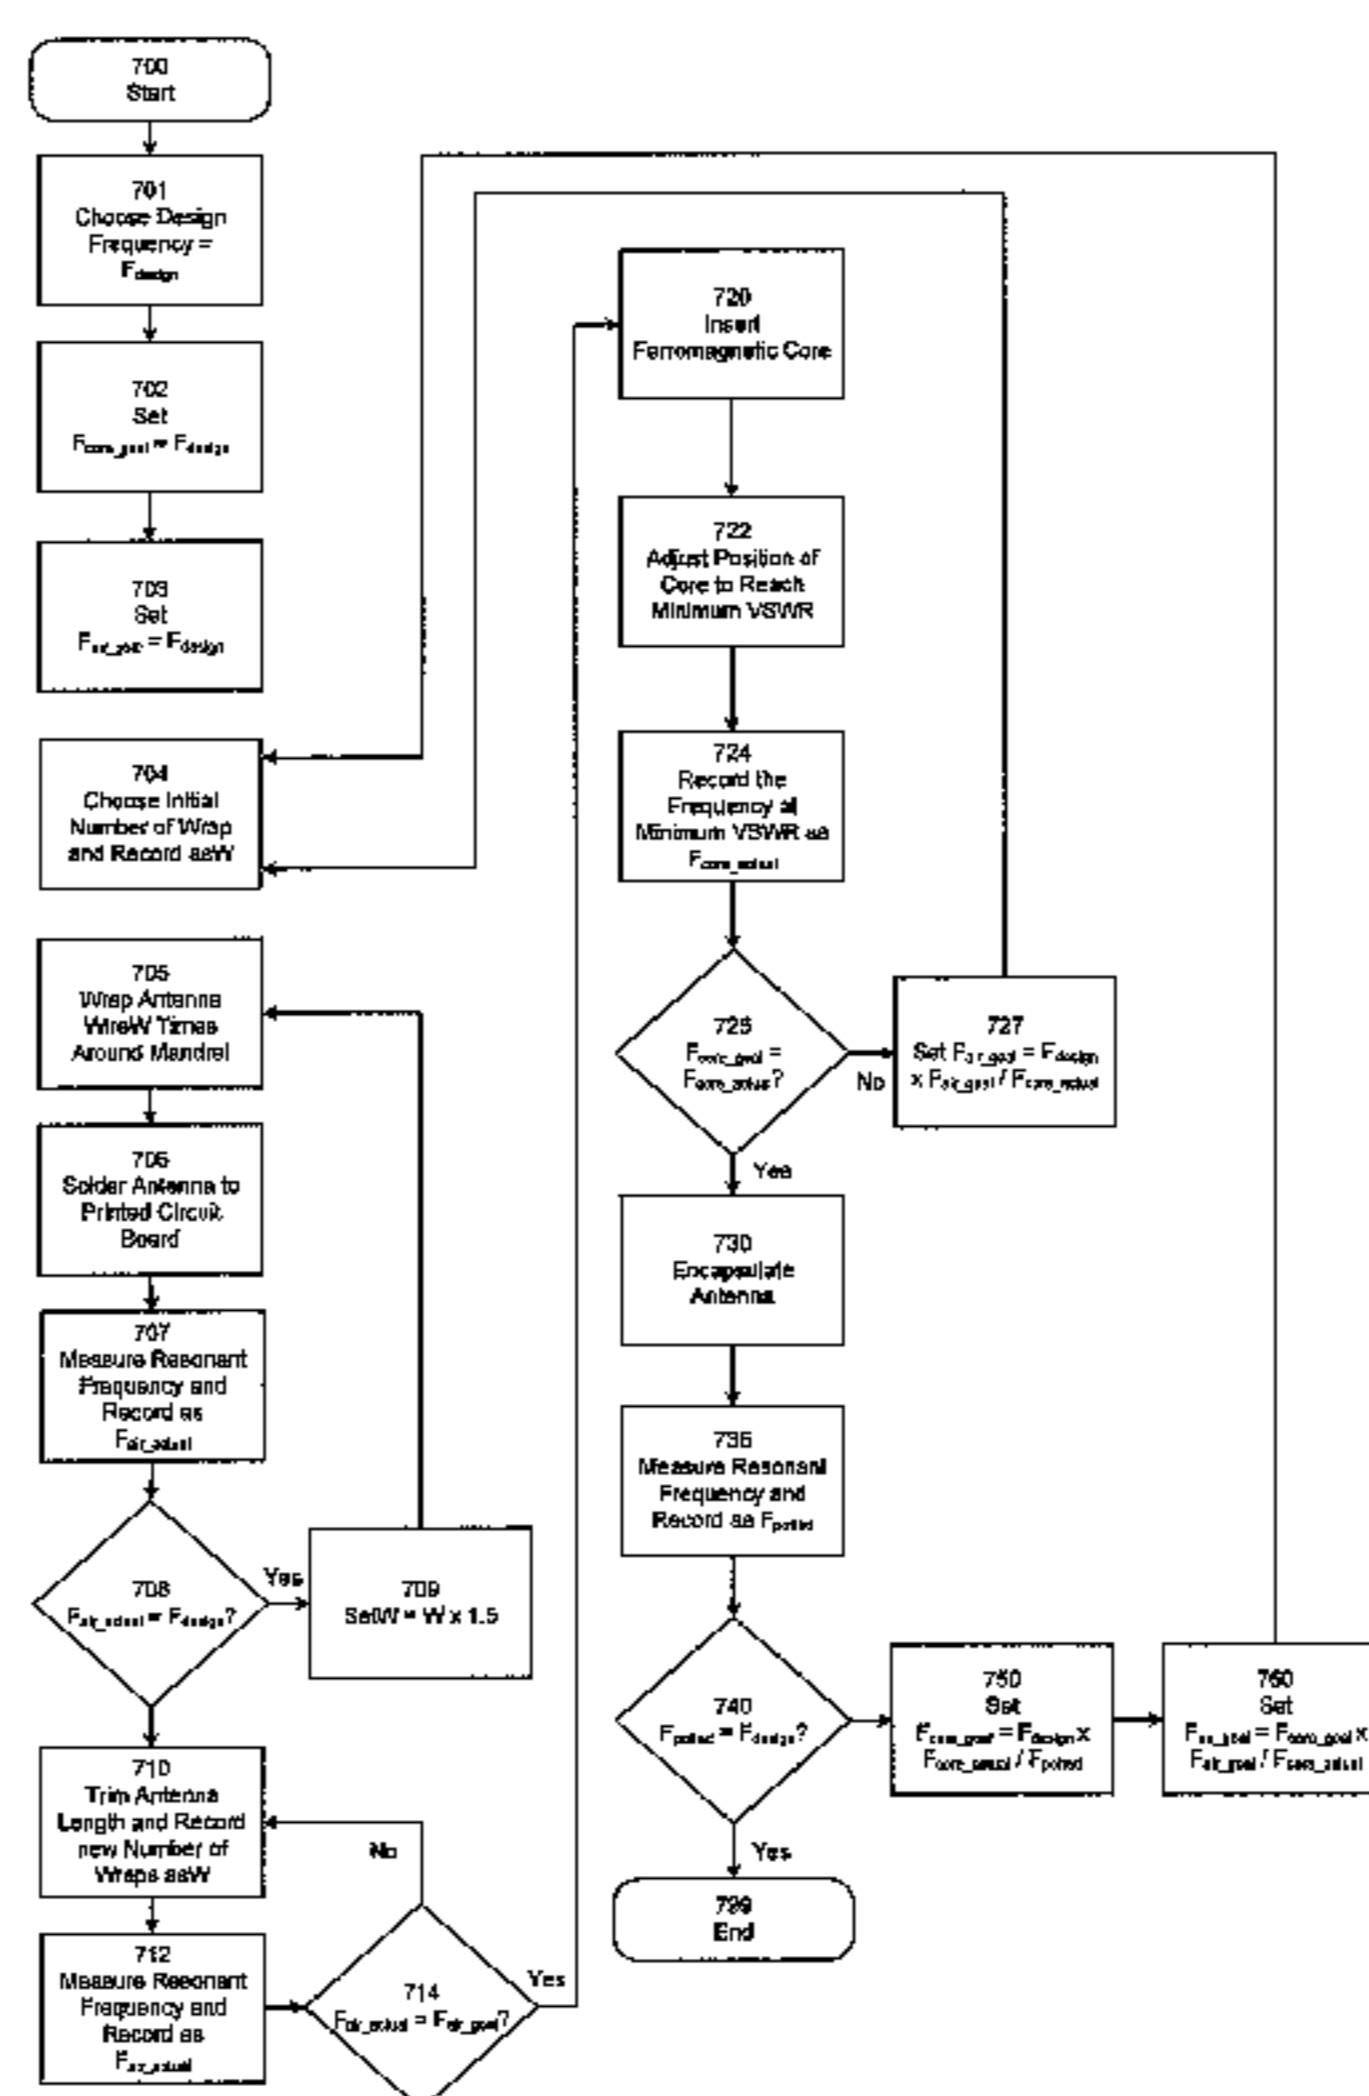 700
Start
701
Choose Design
Frequency =
F_design
702
Set
F_core_goal = F_design
703
Set
F_air_goal = F_design
704
Choose Initial
Number of Wrap
and Record asW
705
Wrap Antenna
WireW Times
Around Mandrel
706
Solder Antenna to
Printed Circuit
Board
707
Measure Resonant
Frequency and
Record as
F_air_actual
708
F_air_actual = F_design?
Yes
709
SetW = W x 1.5
710
Trim Antenna
Length and Record
new Number of
Wraps asW
No
712
Measure Resonant
Frequency and
Record as
F_air_actual
714
F_air_actual = F_air_goal?
Yes
720
Insert
Ferromagnetic Core
722
Adjust Position of
Core to Reach
Minimum VSWR
724
Record the
Frequency at
Minimum VSWR as
F_core_actual
F_core_goal =
F_core_actual?
No
727
Set F_air_goal = F_design
x F_air_goal / F_core_actual
Yes
730
Encapsulate
Antenna
Measure Resonant
Frequency and
Record as F_potted
740
F_potted = F_design?
Yes
750
Set
F_core_goal = F_design x
F_core_actual / F_potted
760
Set
F_air_goal = F_core_goal x
F_air_goal / F_core_actual
799
End